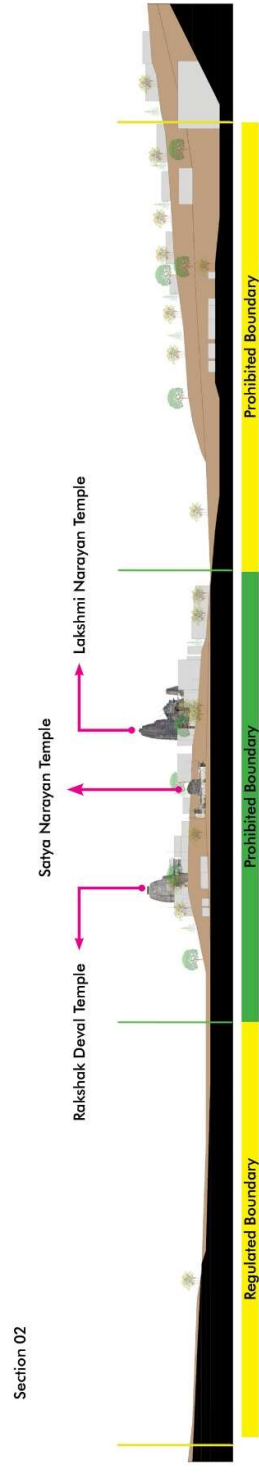 Section 02
Rakshak Deval Temple
Satya Narayan Temple
Lakshmi Narayan Temple
Regulated Boundary
Prohibited Boundary
Prohibited Boundary